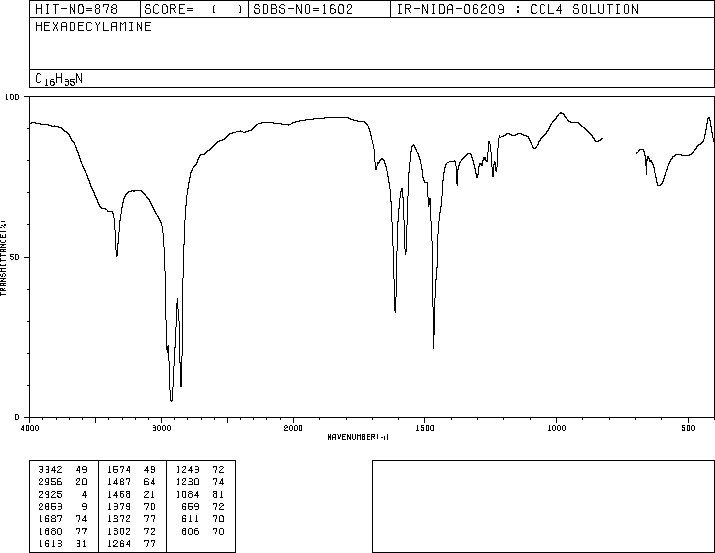 HIT-NO=878 SCORE= ( ) SDBS-NO=1602 IR-NIDA-06209 : CCL4 SOLUTION
HEXADECYLAMINE
C16H35N
100
TRANSMITTANCE(%)
50
0
4000 3000 2000 1500 1000 500
WAVENUMBER(-1)
3342 49 1574 49 1243 72
2956 20 1487 64 1230 74
2925 4 1468 21 1084 81
2853 9 1379 70 659 72
1687 74 1372 77 611 70
1680 77 1302 72 606 70
1613 31 1264 77